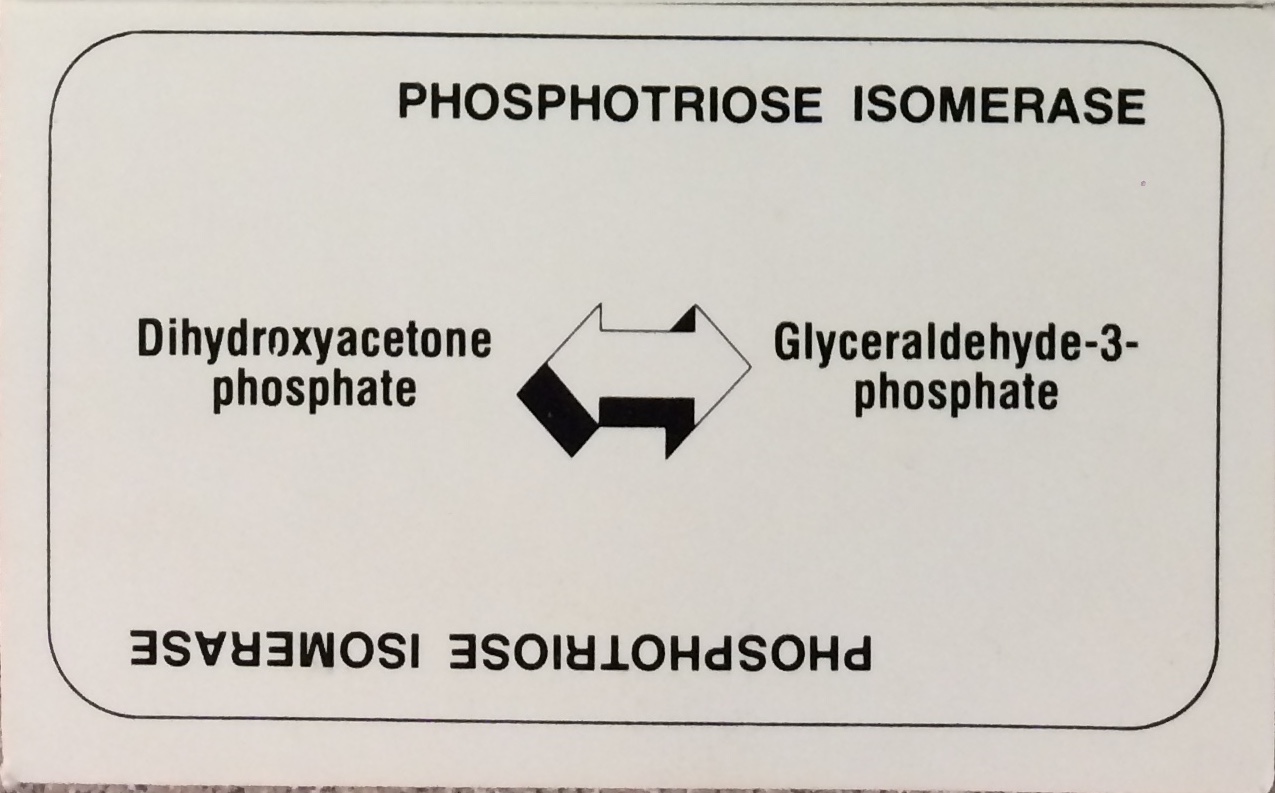 PHOSPHOTRIOSE ISOMERASE
Dihydroxyacetone
phosphate
Glyceraldehyde-3-
phosphate
PHOSPHOTRIOSE ISOMERASE